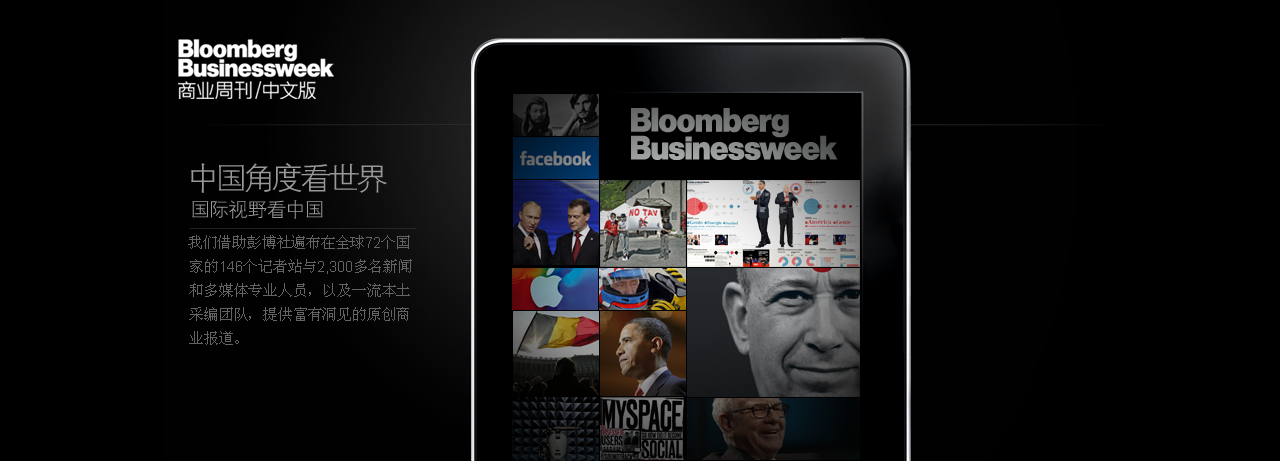 Bloomberg
Businessweek
商业周刊/中文版
中国角度看世界
国际视野看中国
我们借助彭博社遍布在全球72个国
家的146个记者站与2,300多名新闻
和多媒体专业人员，以及一流本土
采编团队，提供富有洞见的原创商
业报道。
Bloomberg
Businessweek
facebook
NO TAV
MYSPACE
USERS
SOCIAL